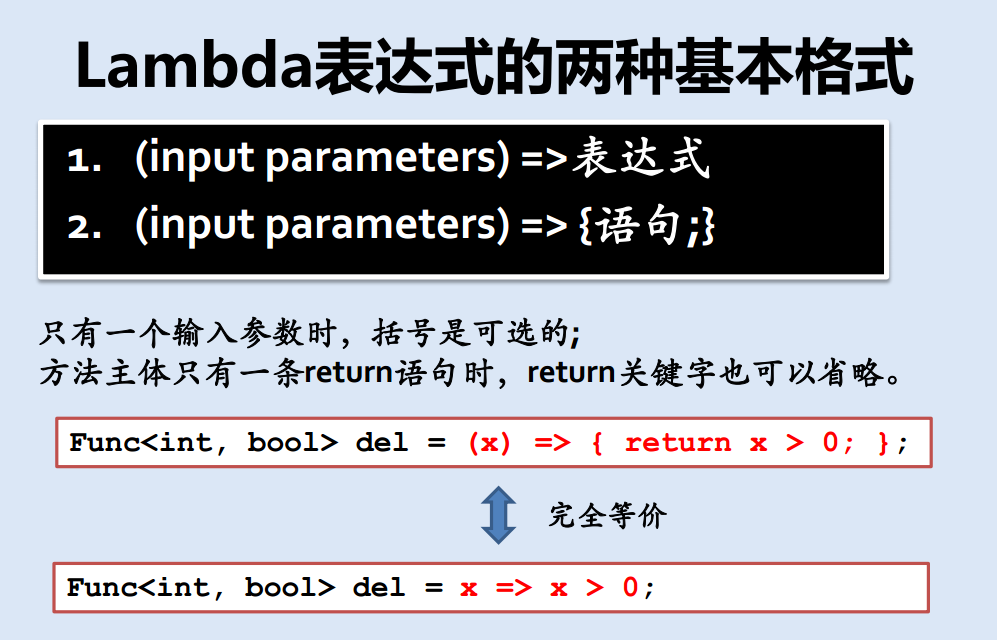 Lambda表达式的两种基本格式
1. (input parameters) =>表达式
2. (input parameters) => {语句;}
只有一个输入参数时，括号是可选的;
方法主体只有一条return语句时，return关键字也可以省略。
Func<int, bool> del = (x) => { return x > 0; };
完全等价
Func<int, bool> del = x => x > 0;